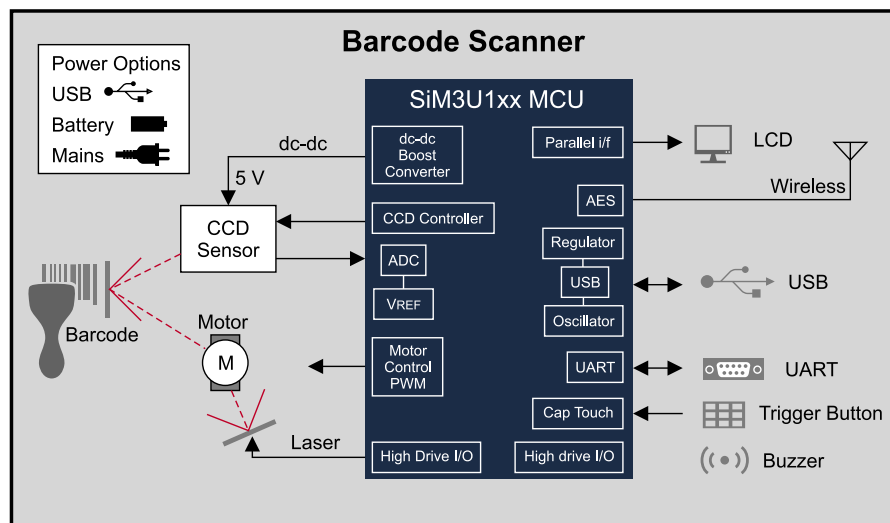 Barcode Scanner
Power Options
USB
Battery
Mains
SiM3U1xx MCU
dc-dc
5 V
dc-dc
Boost
Converter
CCD
Sensor
CCD Controller
ADC
VREF
Barcode
Motor
M
Motor
Control
PWM
Laser
High Drive I/O
Parallel i/f
LCD
AES
Wireless
Regulator
USB
Oscillator
USB
UART
UART
Cap Touch
Trigger Button
High drive I/O
Buzzer